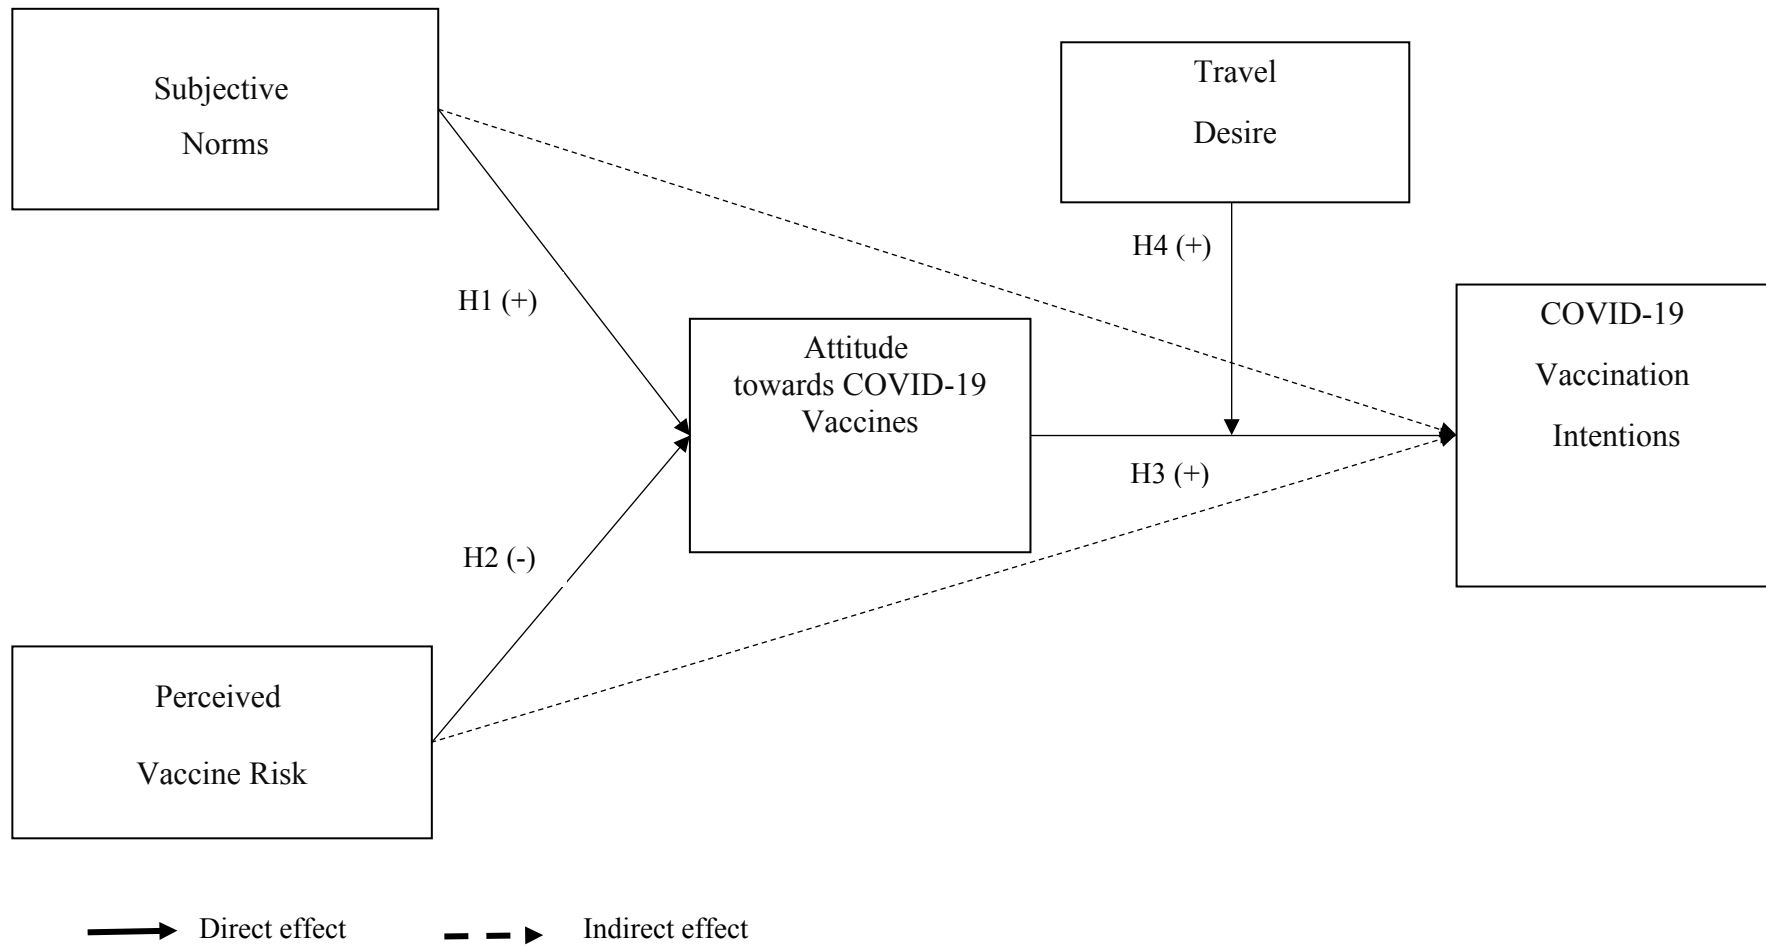 Subjective
Norms
Travel
Desire
H4 (+)
H1 (+)
COVID-19
Vaccination
Intentions
Attitude
towards COVID-19
Vaccines
H3 (+)
H2 (-)
Perceived
Vaccine Risk
Direct effect
Indirect effect